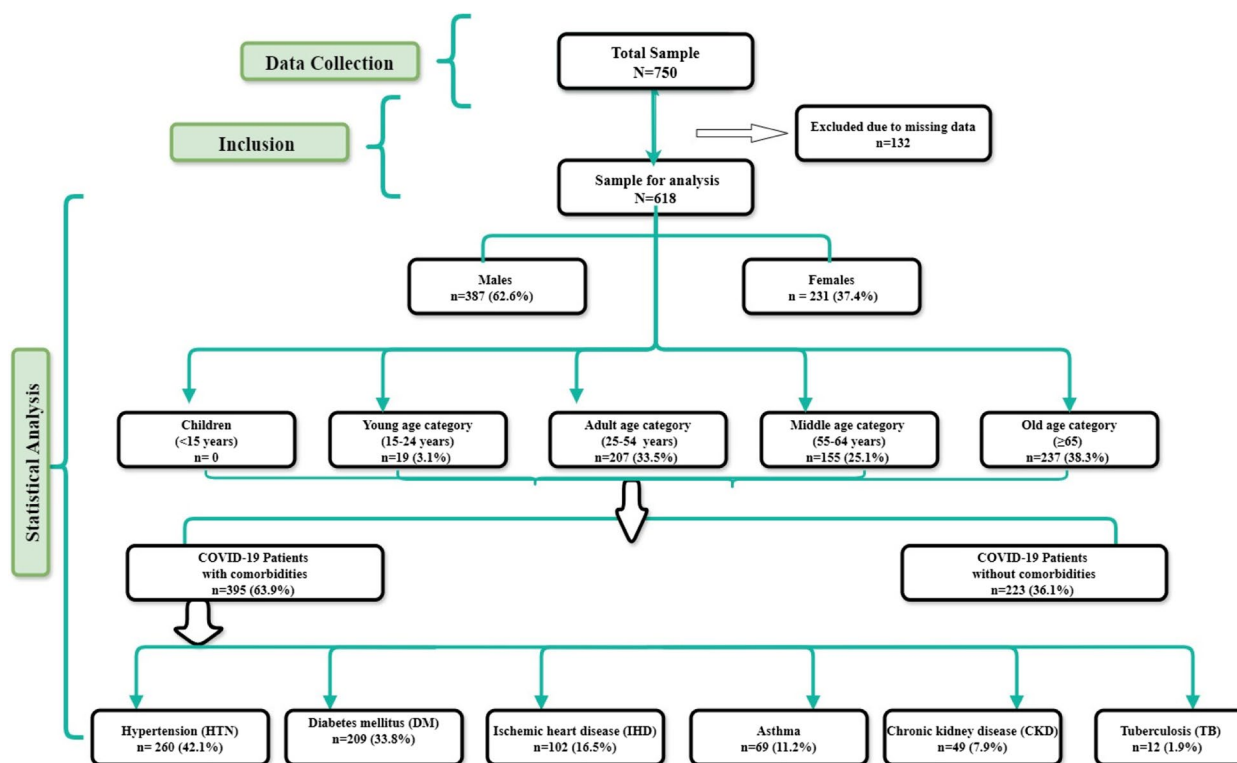 Data Collection
Total Sample
N=750
Inclusion
Excluded due to missing data
n=132
Sample for analysis
N=618
Males
n=387 (62.6%)
Females
n = 231 (37.4%)
Statistical Analysis
Children
(<15 years)
n= 0
Young age category
(15-24 years)
n=19 (3.1%)
Adult age category
(25-54 years)
n=207 (33.5%)
Middle age category
(55-64 years)
n=155 (25.1%)
Old age category
(≥65)
n=237 (38.3%)
COVID-19 Patients
with comorbidities
n=395 (63.9%)
COVID-19 Patients
without comorbidities
n=223 (36.1%)
Hypertension (HTN)
n= 260 (42.1%)
Diabetes mellitus (DM)
n=209 (33.8%)
Ischemic heart disease (IHD)
n=102 (16.5%)
Asthma
n=69 (11.2%)
Chronic kidney disease (CKD)
n=49 (7.9%)
Tuberculosis (TB)
n=12 (1.9%)